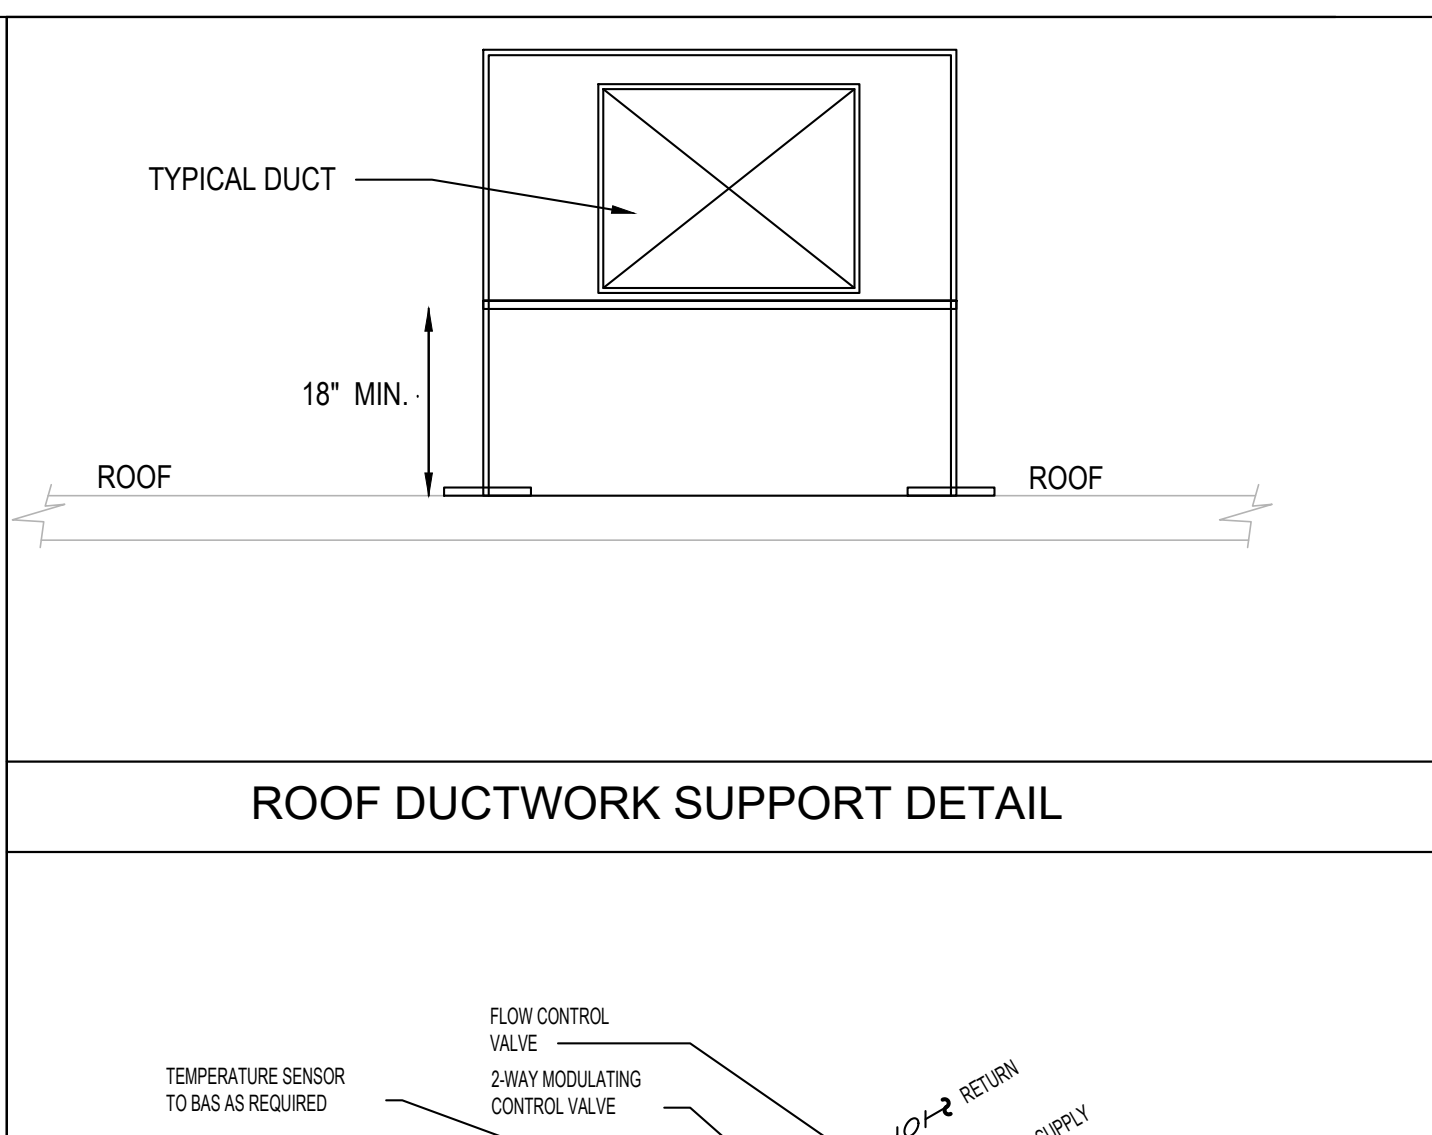 TYPICAL DUCT
18" MIN.
ROOF
ROOF
ROOF DUCTWORK SUPPORT DETAIL
FLOW CONTROL
VALVE
TEMPERATURE SENSOR
TO BAS AS REQUIRED
2-WAY MODULATING
CONTROL VALVE
RETURN
SUPPLY